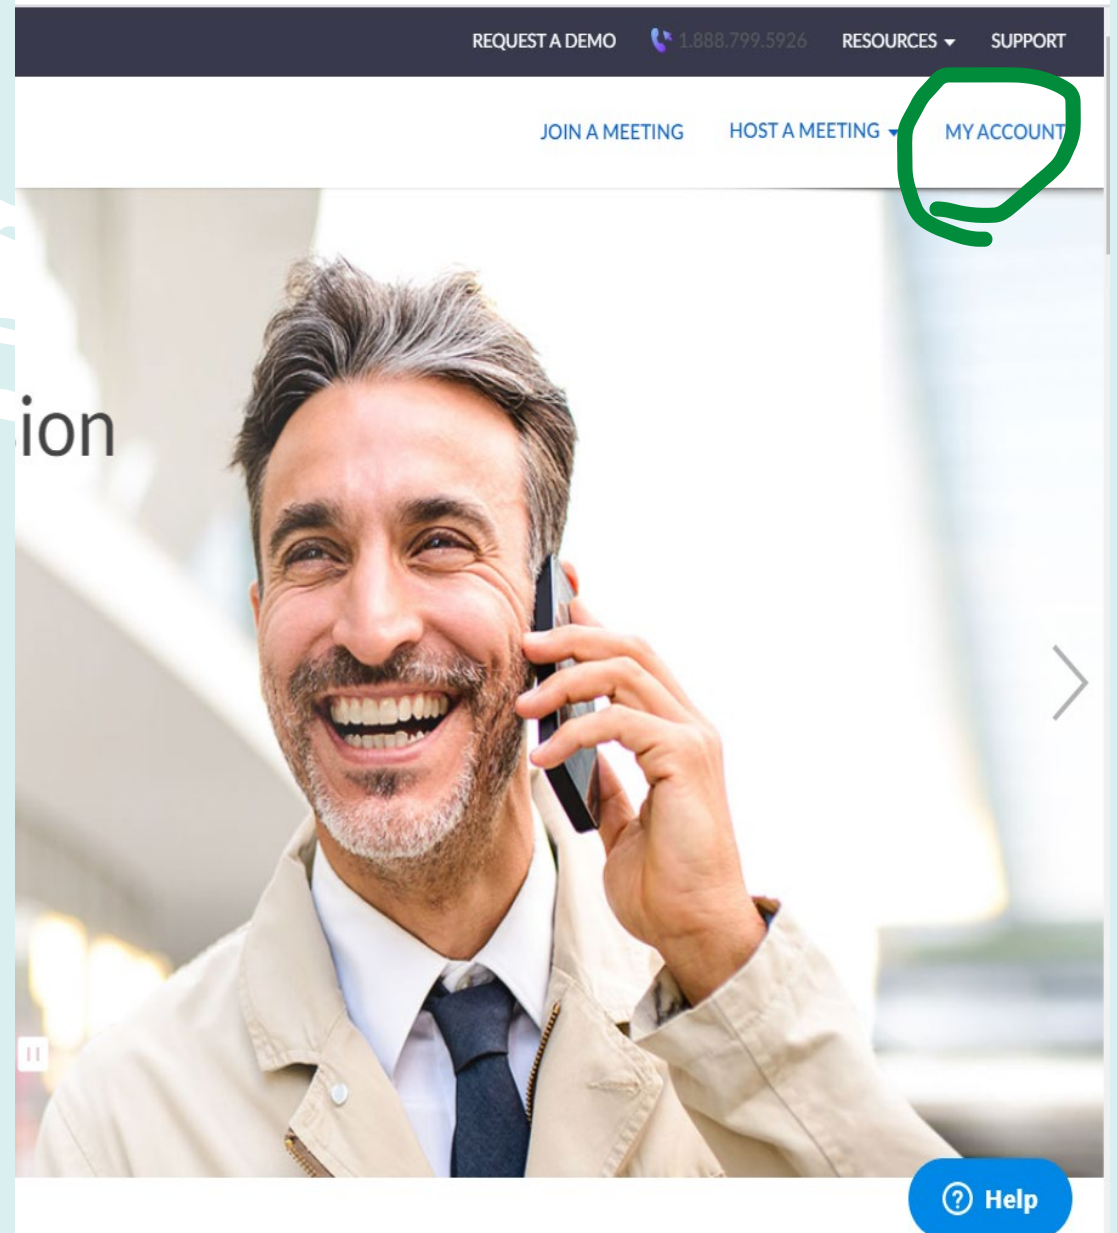 REQUEST A DEMO 1.888.799.5926 RESOURCES SUPPORT
JOIN A MEETING HOST A MEETING MY ACCOUNT
ion
Help